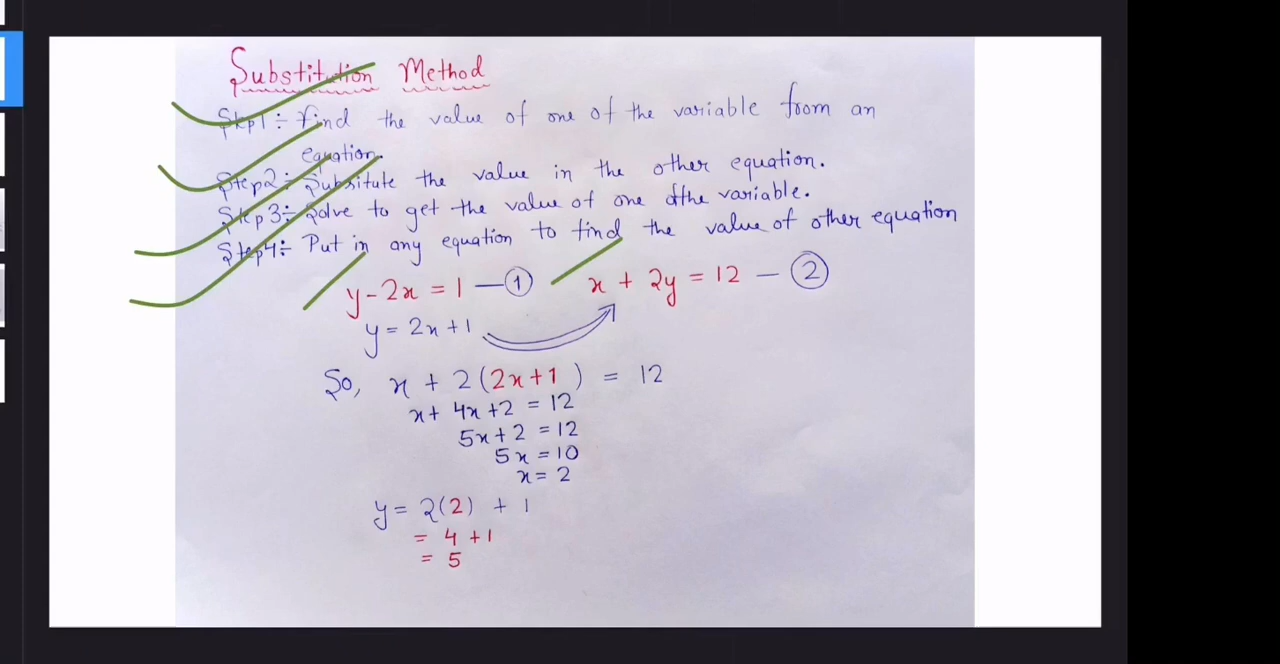 Substitution Method
Step1÷ Find the value of one of the variable from an
equation.
Step2÷ Subsitute the value in the other equation.
Step3÷ Solve to get the value of one of the variable.
Step4÷ Put in any equation to find the value of other equation
y-2x = 1 — ① x + 2y = 12 — ②
y = 2x + 1
So, x + 2(2x+1) = 12
x + 4x + 2 = 12
5x + 2 = 12
5x = 10
x = 2
y = 2(2) + 1
= 4 + 1
= 5